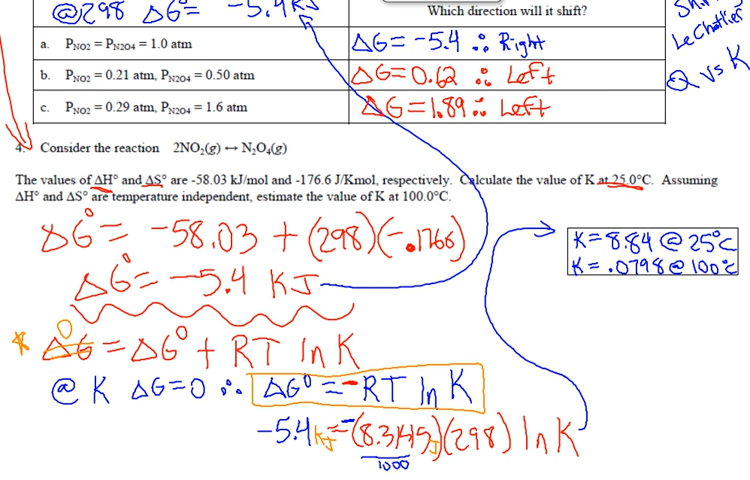 @298 ΔG°= -5.4 KJ
Which direction will it shift?
LeChatlier
Q vs K
a. PNO2 = PN2O4 = 1.0 atm ΔG = -5.4 ∴ Right
b. PNO2 = 0.21 atm, PN2O4 = 0.50 atm ΔG = 0.62 ∴ Left
c. PNO2 = 0.29 atm, PN2O4 = 1.6 atm ΔG = 1.89 ∴ Left
4. Consider the reaction 2NO2(g) ↔ N2O4(g)
The values of ΔH° and ΔS° are -58.03 kJ/mol and -176.6 J/Kmol, respectively. Calculate the value of K at 25.0°C. Assuming
ΔH° and ΔS° are temperature independent, estimate the value of K at 100.0°C.
ΔG° = -58.03 + (298)(-.1766)
ΔG° = -5.4 KJ
K = 8.84 @ 25°C
K = .0798 @ 100°C
* ΔG = ΔG° + RT ln K
0
@ K ΔG = 0 ∴ ΔG° = -RT ln K
-5.4 KJ = -(8.3145 J)(298) ln K
1000